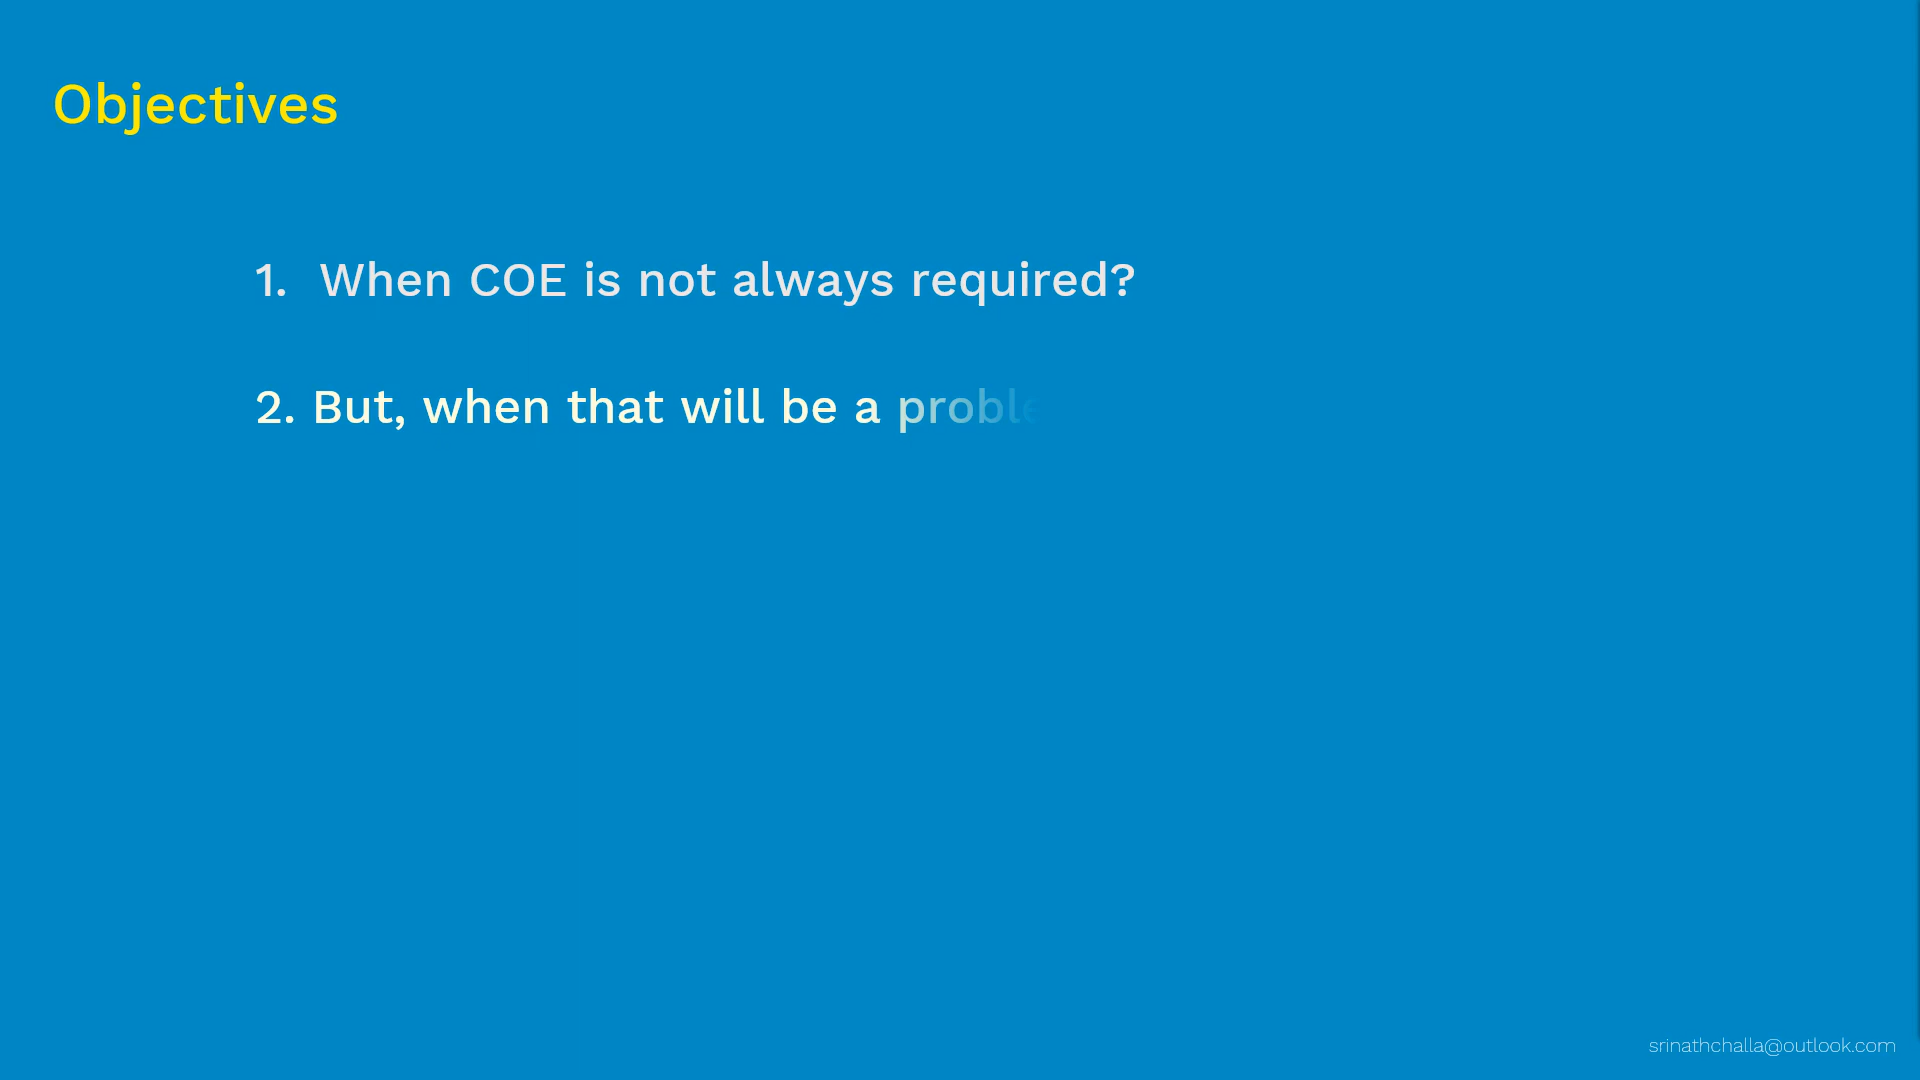 Objectives
1. When COE is not always required?
2. But, when that will be a proble
srinathchalla@outlook.com